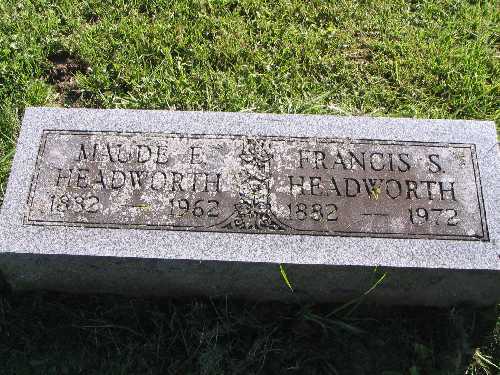 MAUDE E.
HEADWORTH
1882 — 1962
FRANCIS S.
HEADWORTH
1882 — 1972